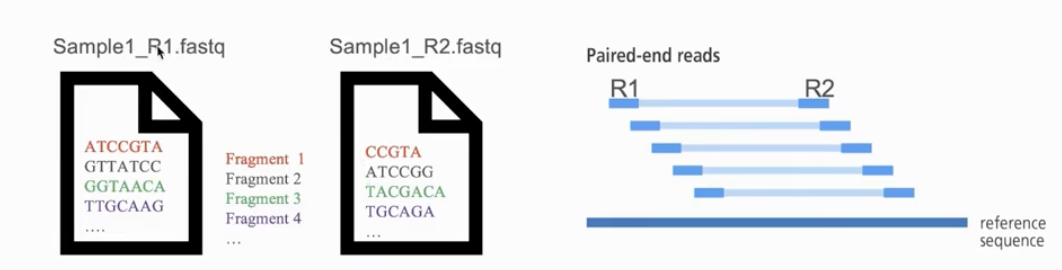 Sample1_R1.fastq
ATCCGTA
GTTATCC
GGTAACA
TTGCAAG
....
Fragment 1
Fragment 2
Fragment 3
Fragment 4
...
Sample1_R2.fastq
CCGTA
ATCCGG
TACGACA
TGCAGA
...
Paired-end reads
R1 R2
reference
sequence